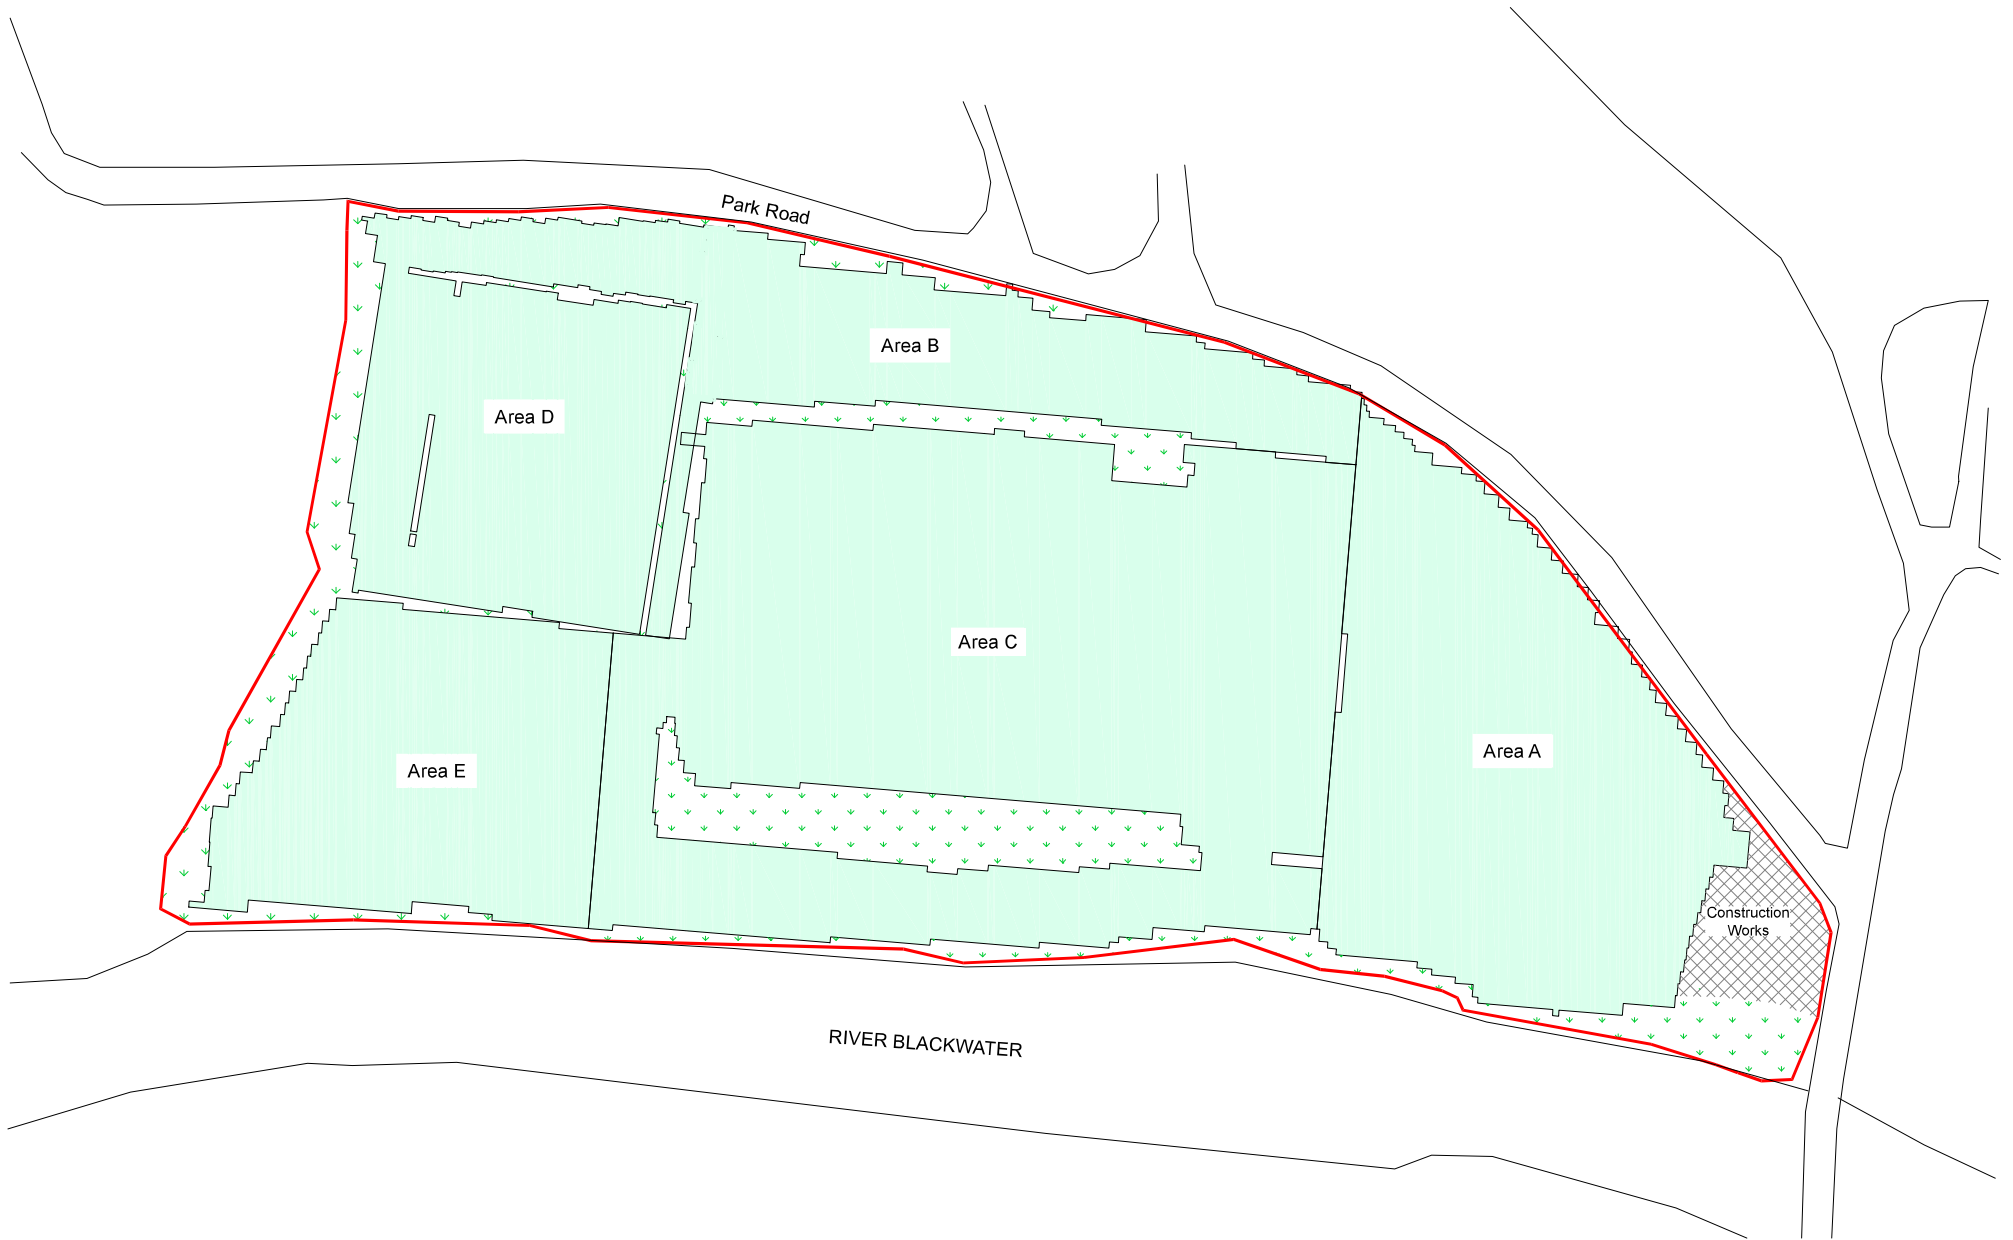 Park Road
Area B
Area D
Area C
Area A
Area E
Construction
Works
RIVER BLACKWATER